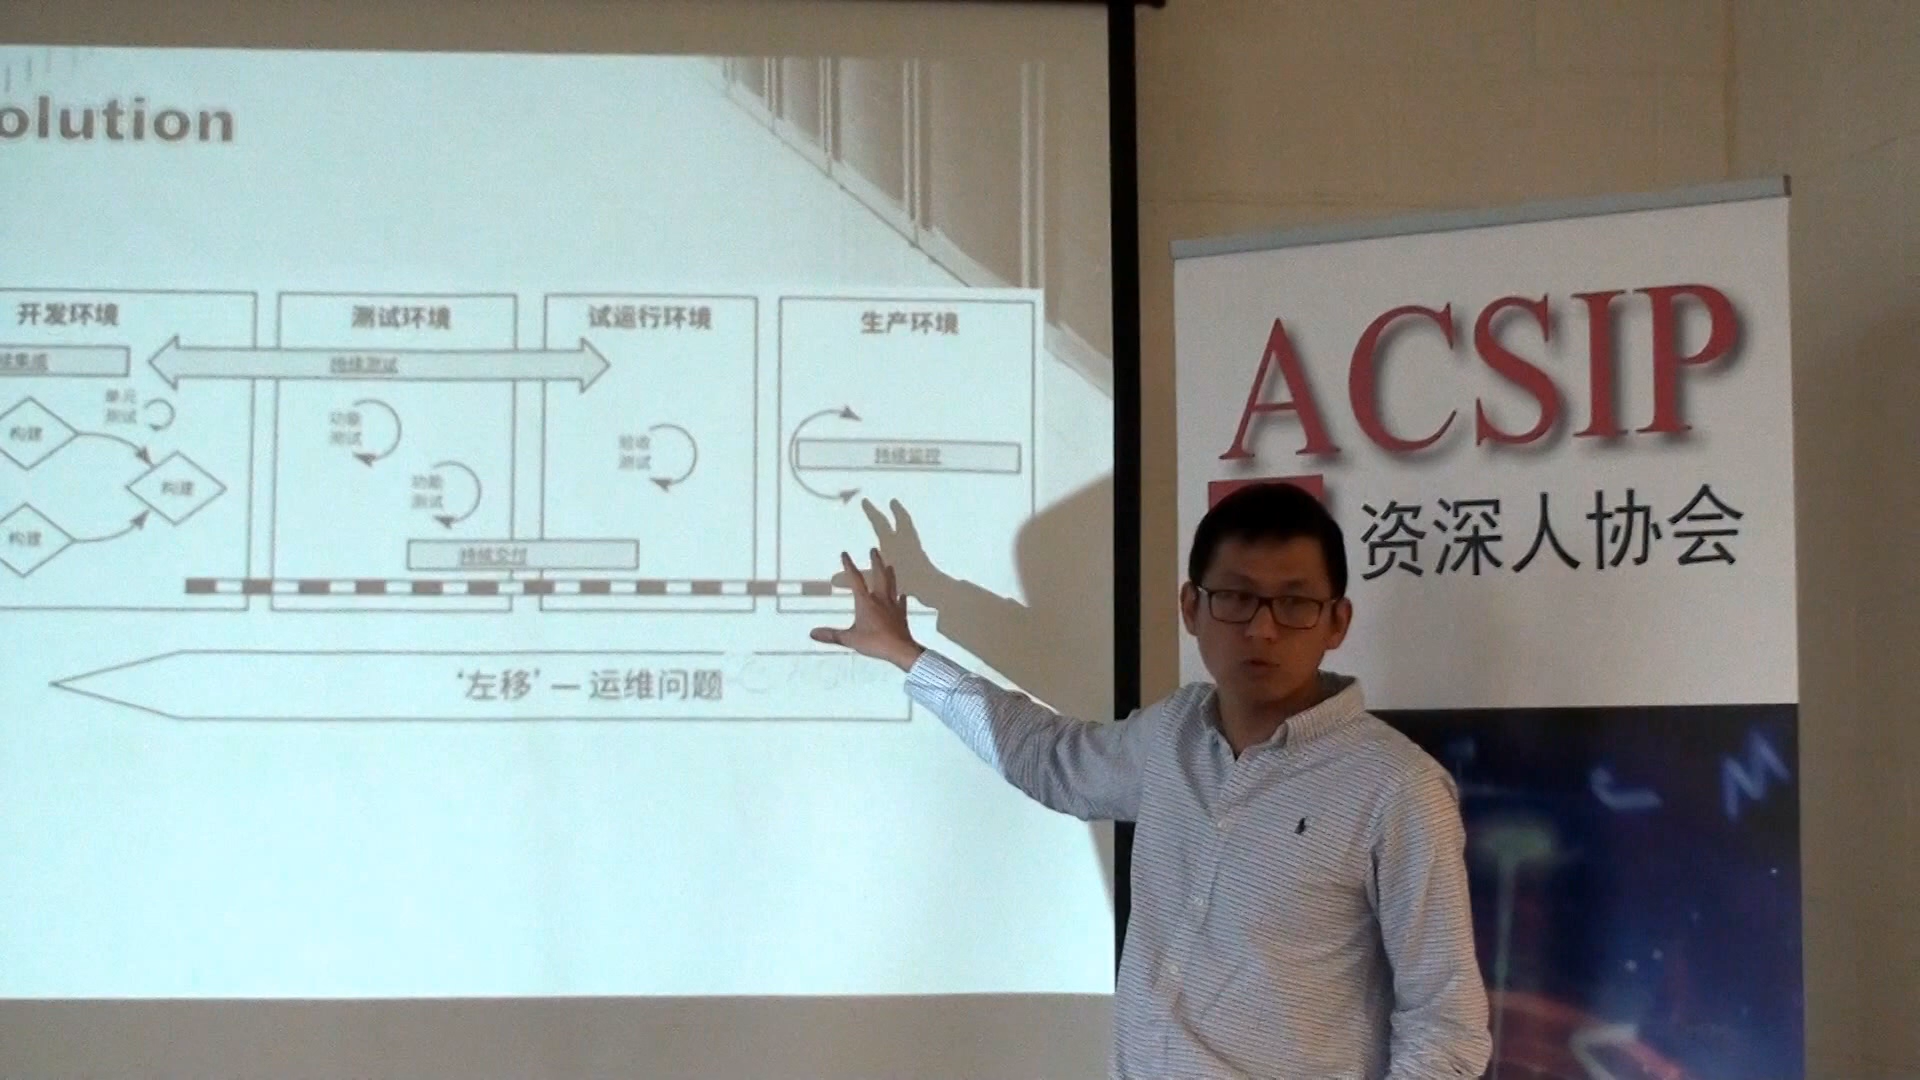 olution
开发环境
测试环境
试运行环境
生产环境
续集成
持续测试
单元
测试
功能
测试
验收
测试
构建
构建
构建
功能
测试
持续监控
持续交付
‘左移’ — 运维问题
ACSIP
资深人协会
M